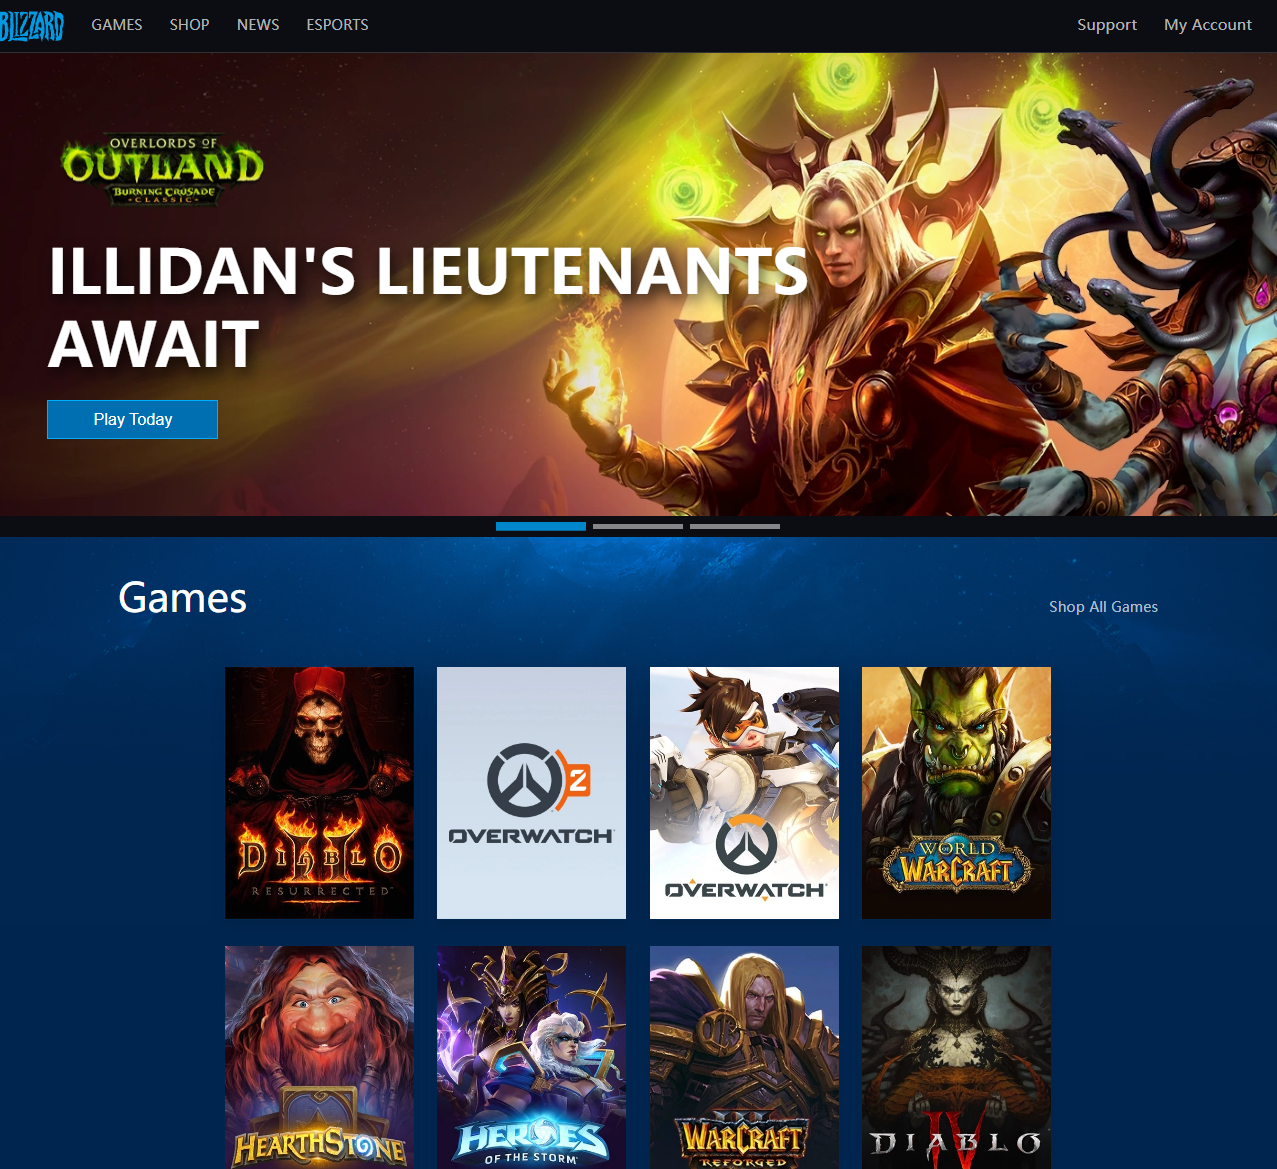 BLIZZARD GAMES SHOP NEWS ESPORTS Support My Account
OVERLORDS OF
OUTLAND
BURNING CRUSADE
CLASSIC
ILLIDAN'S LIEUTENANTS
AWAIT
Play Today
Games
Shop All Games
DIABLO
II
RESURRECTED
2
OVERWATCH
OVERWATCH
WORLD
OF
WARCRAFT
HEARTHSTONE
HEROES
OF THE STORM
III
WARCRAFT
REFORGED
DIABLO
IV